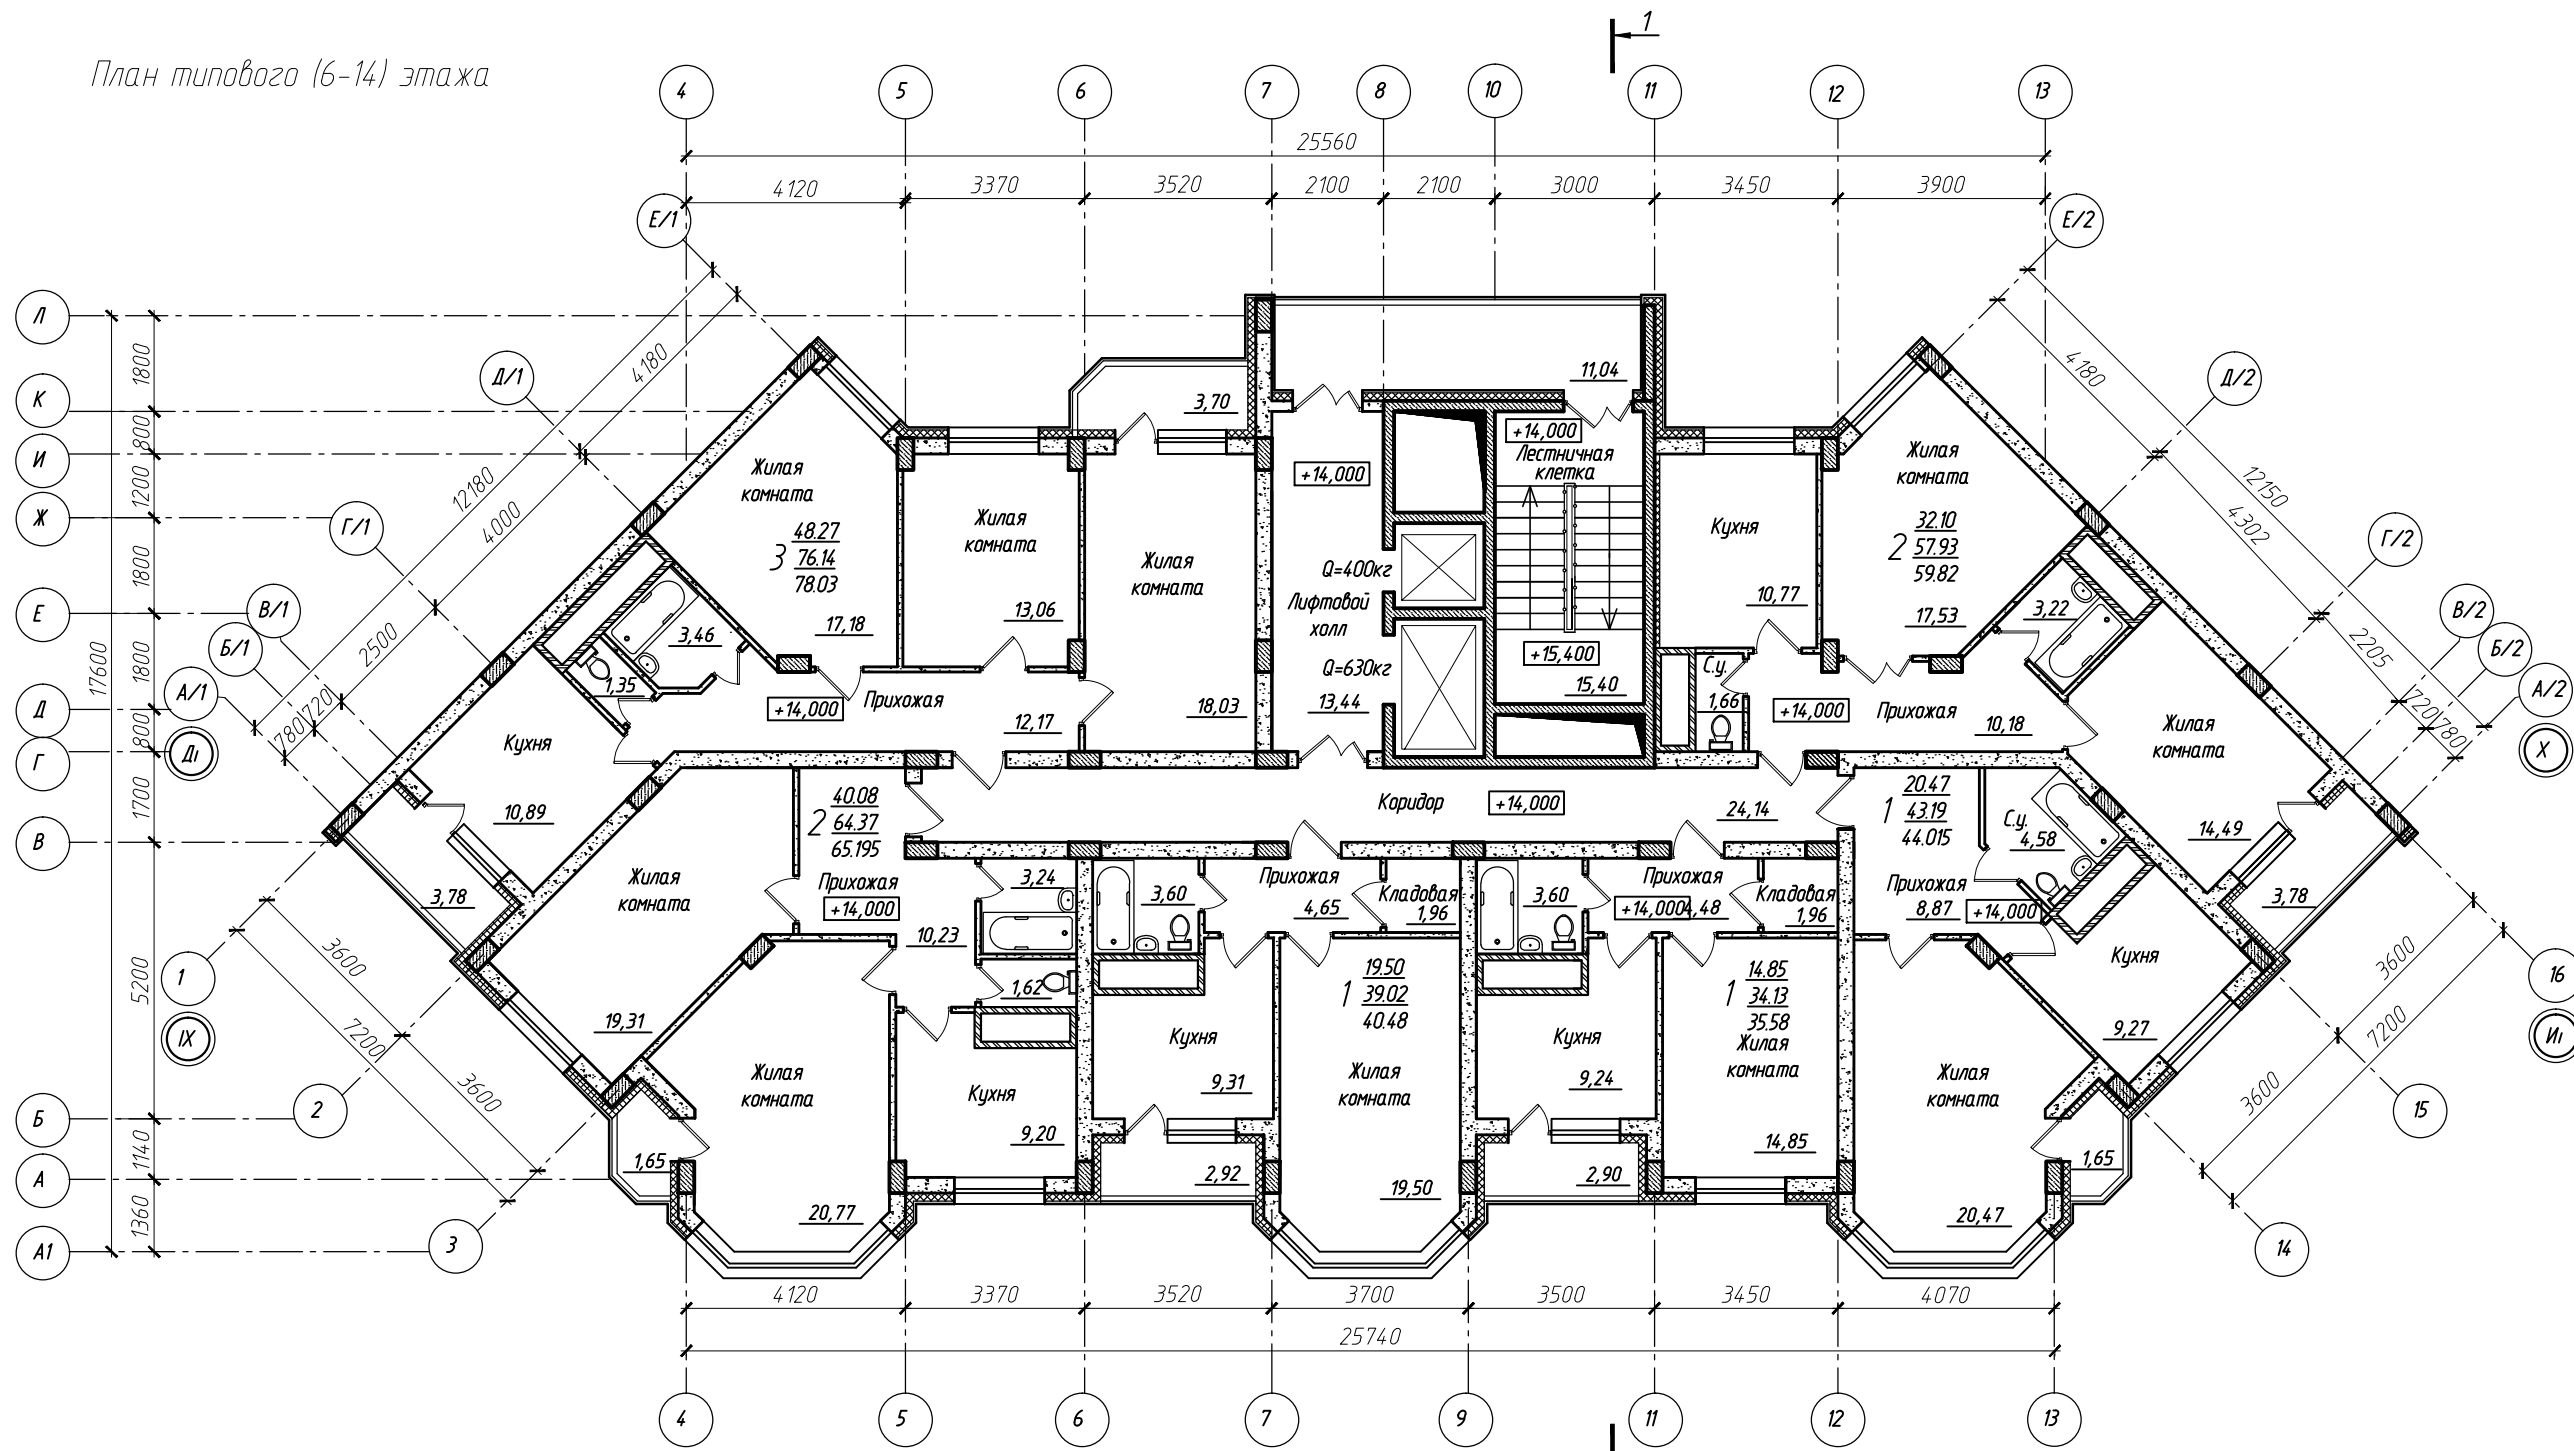 1
План типового (6-14) этажа
4
5
6
7
8
10
11
12
13
25560
4120
3370
3520
2100
2100
3000
3450
3900
Е/1
Е/2
Л
К
И
Ж
Е
Д
Г
В
Б
А
А1
1800
800
1200
1800
1800
800
1700
5200
1140
1360
17600
Д/1
Г/1
В/1
Б/1
А/1
Д1
12180
4180
4000
2500
720
780
Д/2
Г/2
В/2
Б/2
А/2
X
12150
4180
4302
2205
720
780
3,70
11,04
+14,000
Лестничная
клетка
+14,000
Жилая
комната
48.27
3
76.14
78.03
17,18
Жилая
комната
13,06
Жилая
комната
18,03
Q=400кг
Лифтовой
холл
Q=630кг
13,44
+15,400
15,40
Кухня
10,77
С.у.
1,66
Жилая
комната
32.10
2
57.93
59.82
17,53
3,22
3,46
1,35
+14,000
Прихожая
12,17
+14,000
Прихожая
10,18
Жилая
комната
14,49
Кухня
10,89
3,78
Коридор
+14,000
24,14
40.08
2
64.37
65.195
Прихожая
+14,000
10,23
Жилая
комната
19,31
3,24
1,62
3,60
Прихожая
4,65
Кладовая
1,96
3,60
Прихожая
+14,000
4,48
Кладовая
1,96
20.47
1
43.19
44.015
С.у.
4,58
Прихожая
8,87
+14,000
3,78
Кухня
9,27
19.50
1
39.02
40.48
14.85
1
34.13
35.58
Жилая
комната
14,85
Жилая
комната
20,77
Кухня
9,20
Кухня
9,31
Жилая
комната
19,50
Кухня
9,24
Жилая
комната
20,47
1,65
2,92
2,90
1,65
1
IX
2
3
3600
7200
3600
16
И1
15
14
3600
7200
3600
4120
3370
3520
3700
3500
3450
4070
25740
4
5
6
7
9
11
12
13